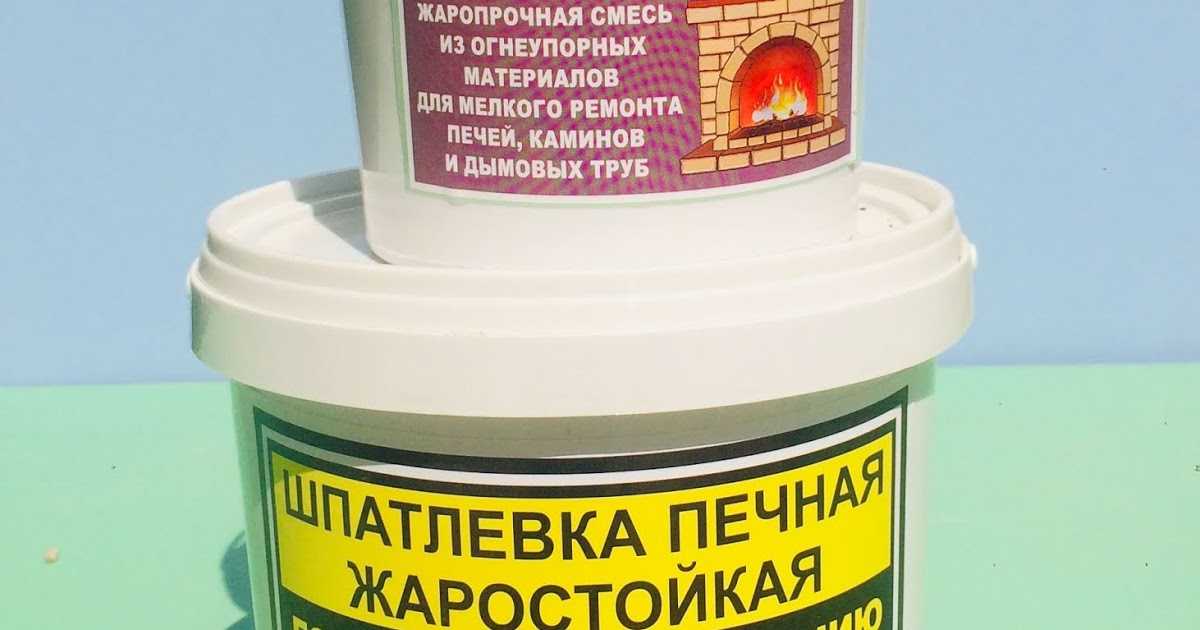 ЖАРОПРОЧНАЯ СМЕСЬ
ИЗ ОГНЕУПОРНЫХ
МАТЕРИАЛОВ
ДЛЯ МЕЛКОГО РЕМОНТА
ПЕЧЕЙ, КАМИНОВ
И ДЫМОВЫХ ТРУБ
ШПАТЛЕВКА ПЕЧНАЯ
ЖАРОСТОЙКАЯ